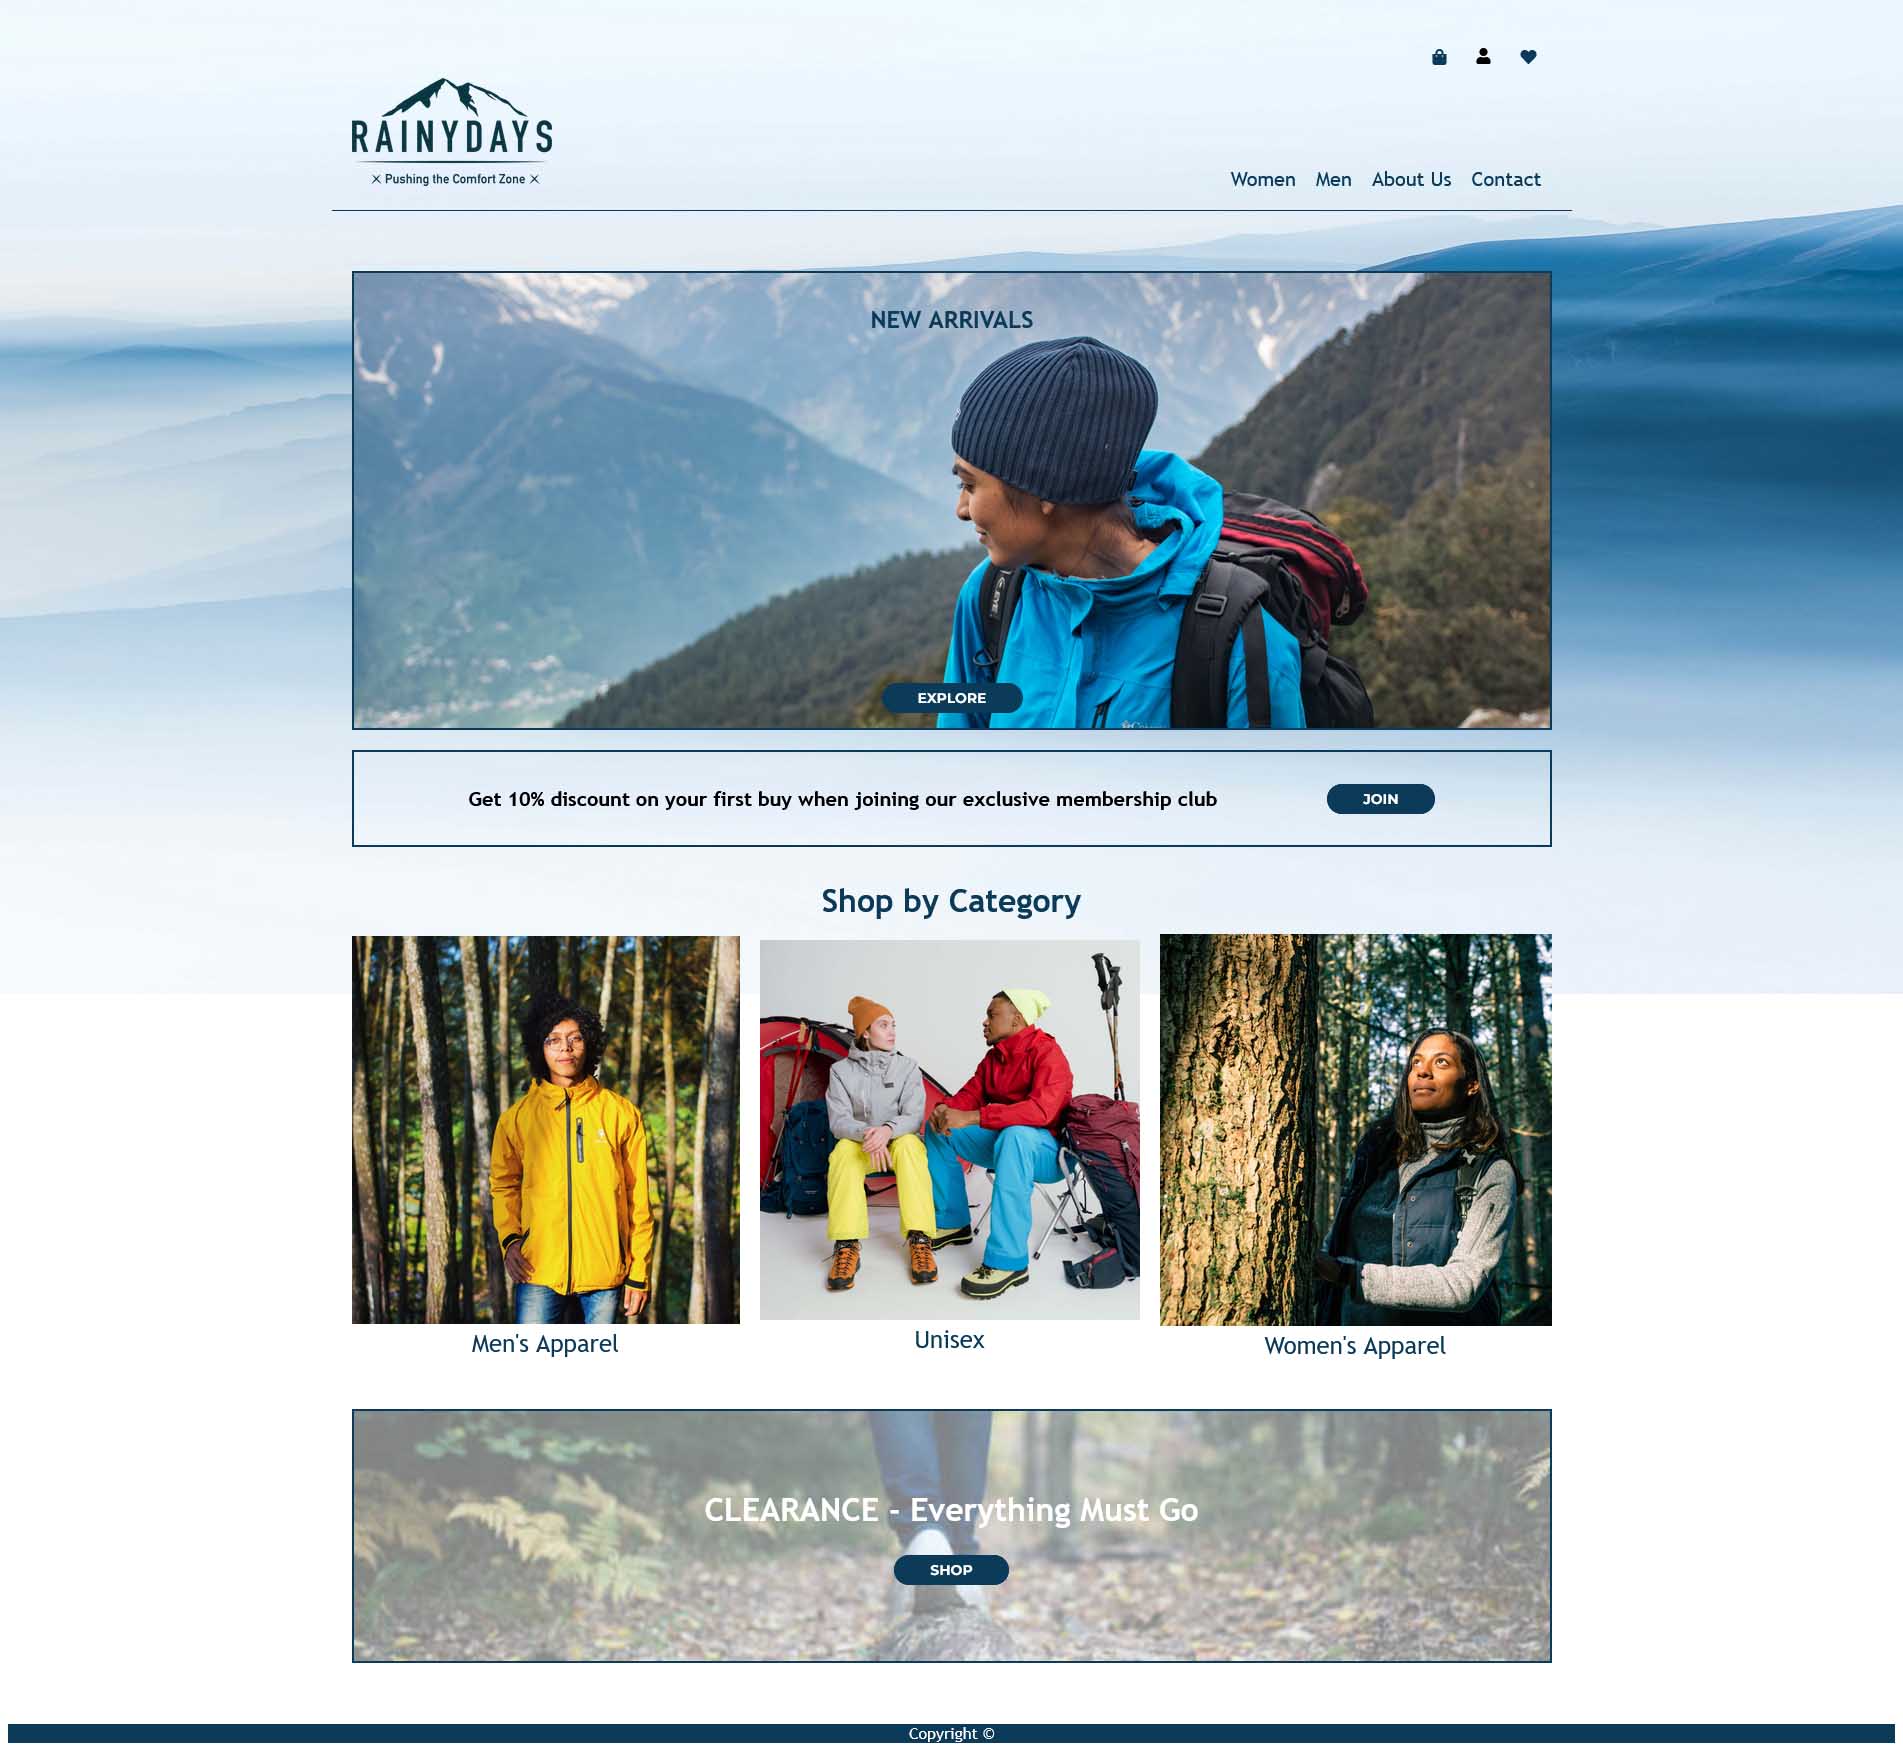 RAINYDAYS
× Pushing the Comfort Zone ×
Women Men About Us Contact
NEW ARRIVALS
EXPLORE
Get 10% discount on your first buy when joining our exclusive membership club
JOIN
Shop by Category
Men's Apparel
Unisex
Women's Apparel
CLEARANCE - Everything Must Go
SHOP
Copyright ©